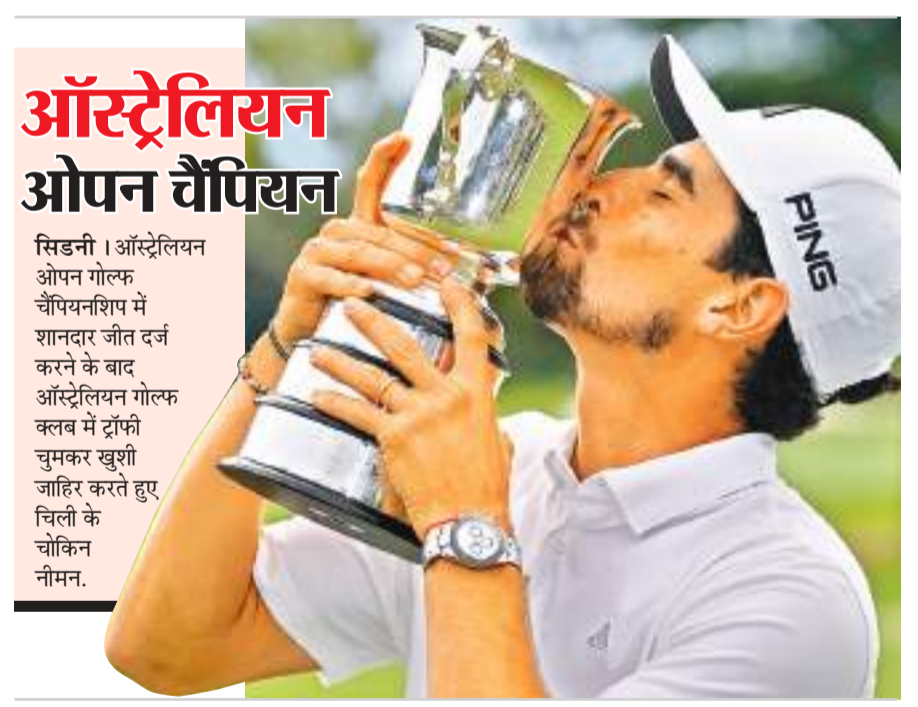 ऑस्ट्रेलियन
ओपन चैंपियन
सिडनी । ऑस्ट्रेलियन
ओपन गोल्फ
चैंपियनशिप में
शानदार जीत दर्ज
करने के बाद
ऑस्ट्रेलियन गोल्फ
क्लब में ट्रॉफी
चुमकर खुशी
जाहिर करते हुए
चिली के
चोकिन
नीमन.
PING